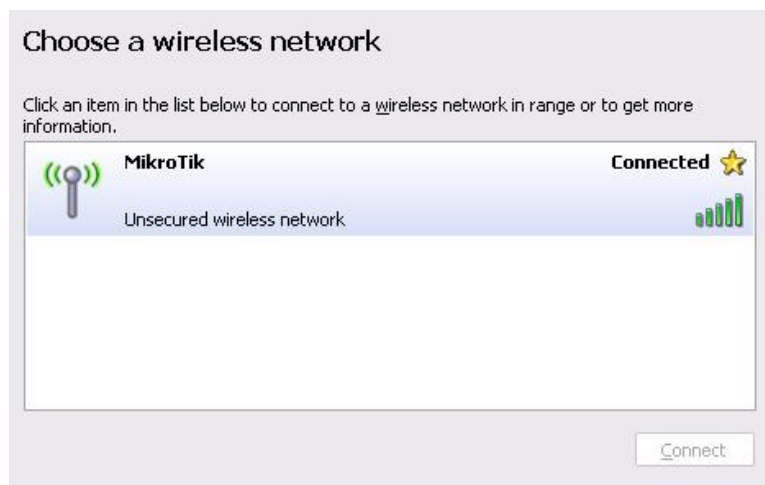 Choose a wireless network
Click an item in the list below to connect to a wireless network in range or to get more
information.
MikroTik
Connected
Unsecured wireless network
Connect